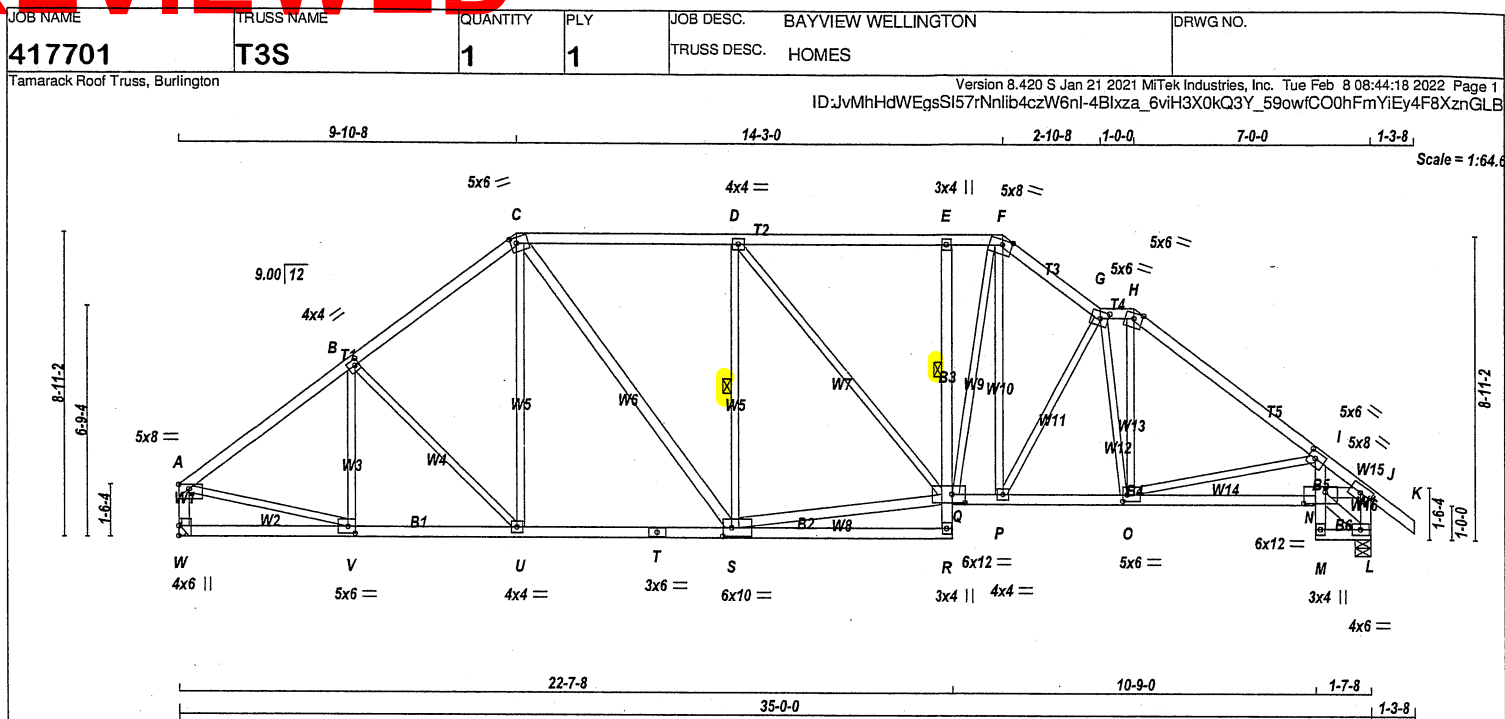 REVIEWED
JOB NAME TRUSS NAME QUANTITY PLY JOB DESC. BAYVIEW WELLINGTON DRWG NO.
417701 T3S 1 1 TRUSS DESC. HOMES
Tamarack Roof Truss, Burlington
Version 8.420 S Jan 21 2021 MiTek Industries, Inc. Tue Feb 8 08:44:18 2022 Page 1
9-10-8 14-3-0 2-10-8 1-0-0 7-0-0 1-3-8
Scale = 1:64.6
5x6 4x4 3x4 5x8
C D E F
T2
5x6
9.00 12
T3 G 5x6
H
T4
4x4
B T1
8-11-2 6-9-4 8-11-2
B3
W5 W6 W5 W7 W9 W10 W11 W13 T5 5x6
5x8 I 5x8
W12
A W3 W4 W15 J
W1 W14 B5 K
1-6-4 W2 B1 B2 W8 Q P O N B6 1-6-4 1-0-0
W V U T S R 6x12 6x12 M L
4x6 5x6 4x4 3x6 6x10 3x4 4x4 5x6 3x4
4x6
22-7-8 10-9-0 1-7-8
35-0-0 1-3-8